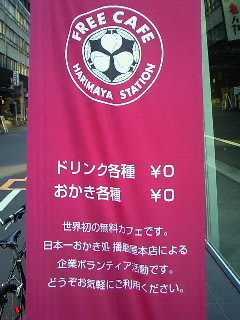 FREE CAFE
HARIMAYA STATION
ドリンク各種 ¥0
おかき各種 ¥0
世界初の無料カフェです。
日本一おかき処 播磨屋本店による
企業ボランティア活動です。
どうぞお気軽にご利用ください。